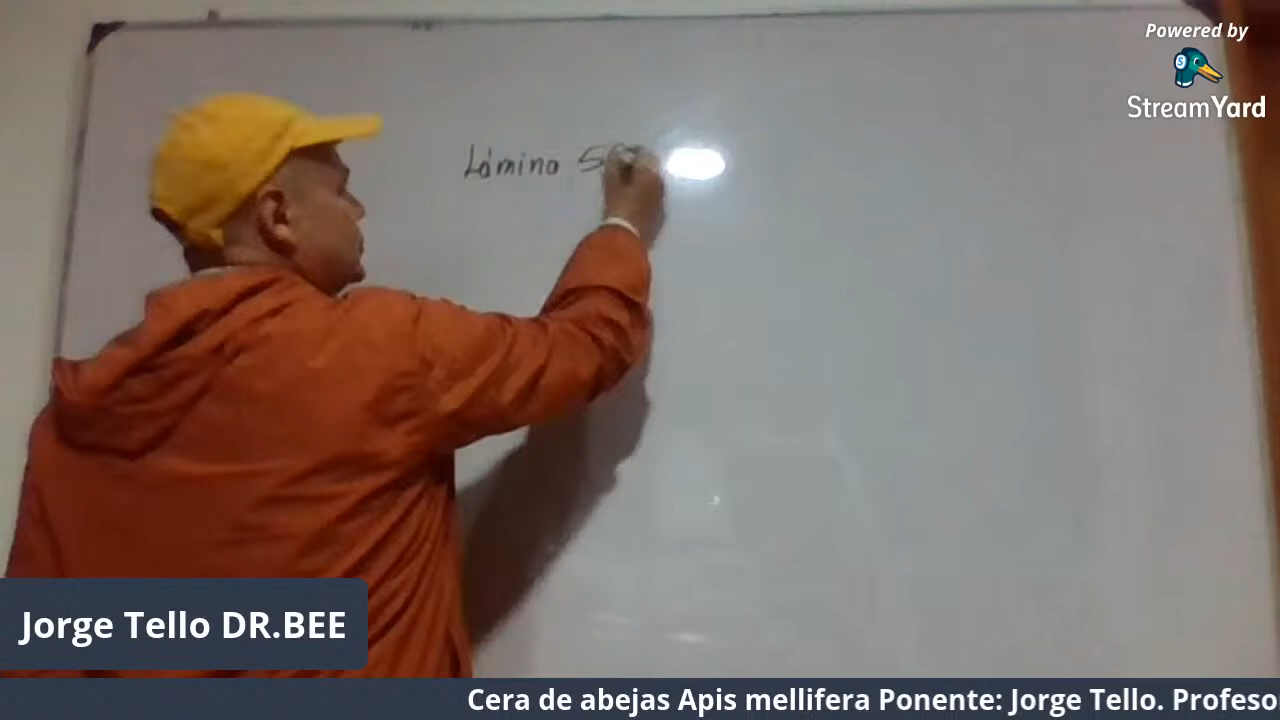 Powered by
StreamYard
Lámina
Jorge Tello DR.BEE
Cera de abejas Apis mellifera Ponente: Jorge Tello. Profeso